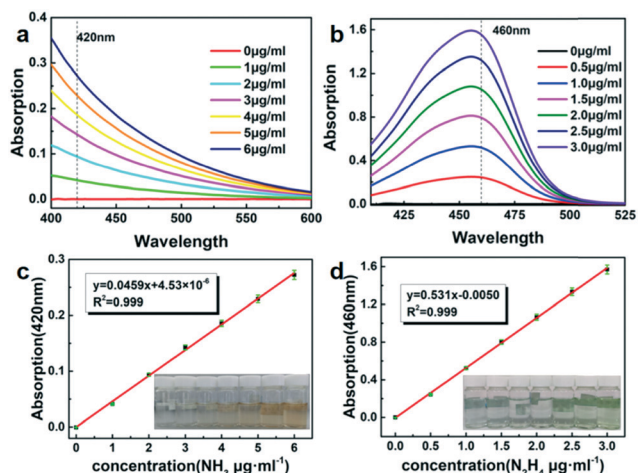 a
420nm
0µg/ml
1µg/ml
2µg/ml
3µg/ml
4µg/ml
5µg/ml
6µg/ml
0.4
0.3
0.2
0.1
0.0
Absorption
400 450 500 550 600
Wavelength
b
460nm
0µg/ml
0.5µg/ml
1.0µg/ml
1.5µg/ml
2.0µg/ml
2.5µg/ml
3.0µg/ml
1.6
1.2
0.8
0.4
0.0
Absorption
425 450 475 500 525
Wavelength
c
y=0.0459x+4.53×10⁻⁶
R²=0.999
0.3
0.2
0.1
0.0
Absorption(420nm)
0 1 2 3 4 5 6
concentration(NH₃ µg·ml⁻¹)
d
y=0.531x-0.0050
R²=0.999
1.6
1.2
0.8
0.4
0.0
Absorption(460nm)
0.0 0.5 1.0 1.5 2.0 2.5 3.0
concentration(N₂H₄ µg·ml⁻¹)